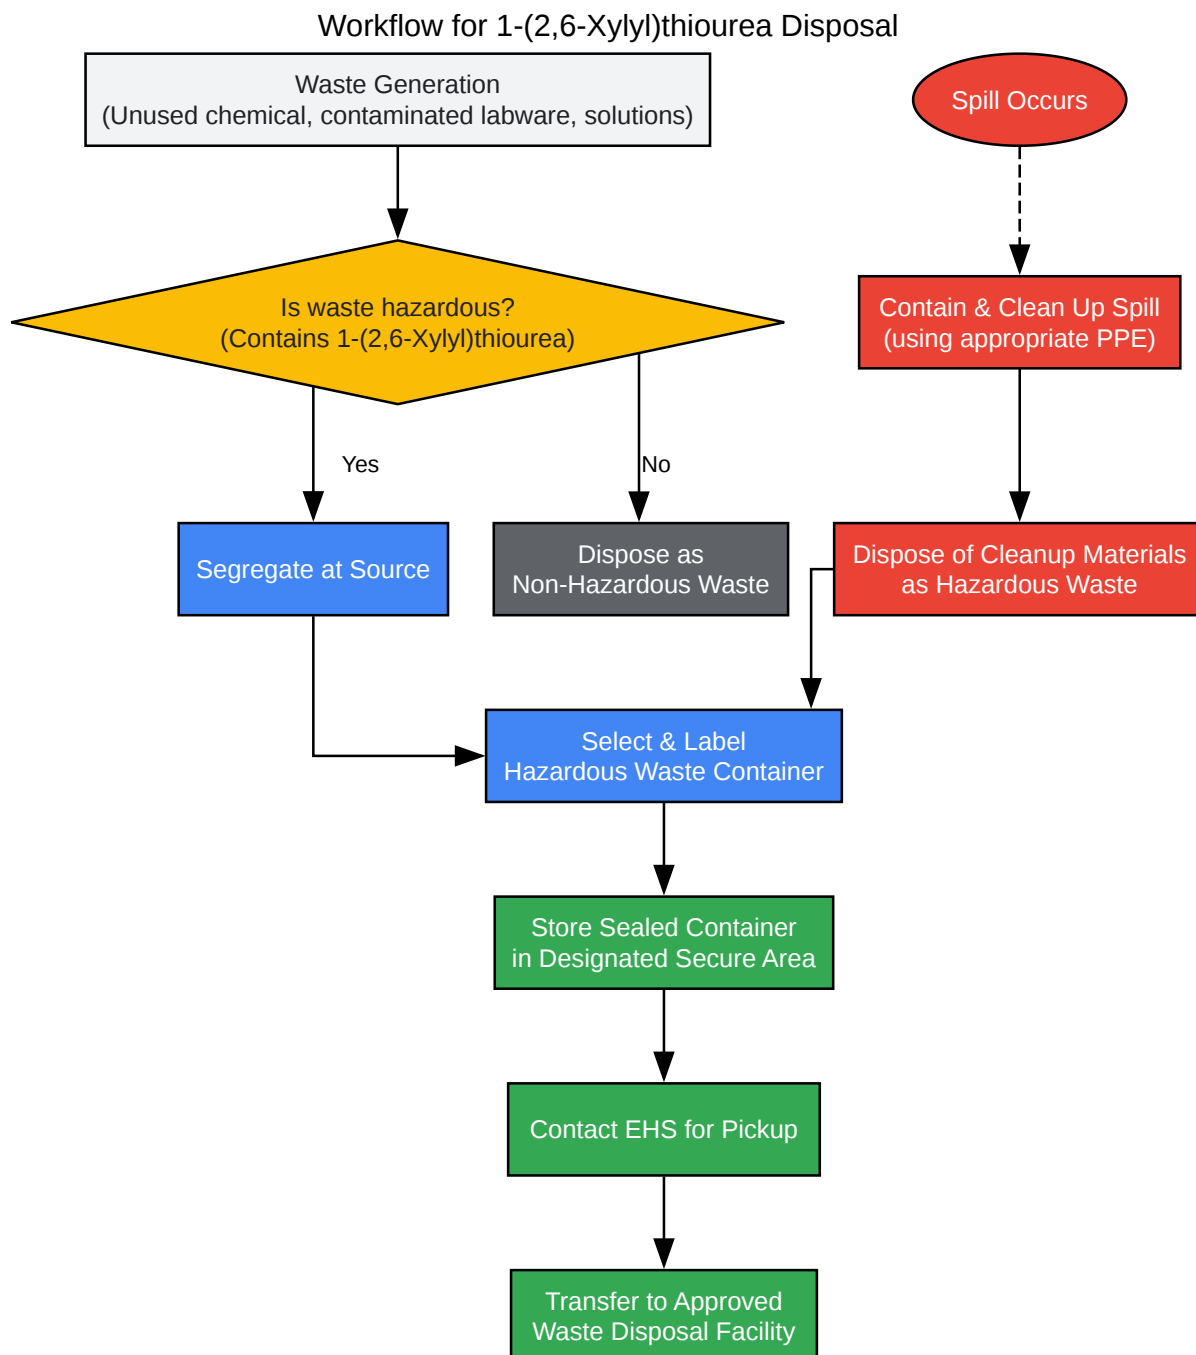 Workflow for 1-(2,6-Xylyl)thiourea Disposal
Waste Generation
(Unused chemical, contaminated labware, solutions)
Spill Occurs
Is waste hazardous?
(Contains 1-(2,6-Xylyl)thiourea)
Contain & Clean Up Spill
(using appropriate PPE)
Yes
No
Segregate at Source
Dispose as
Non-Hazardous Waste
Dispose of Cleanup Materials
as Hazardous Waste
Select & Label
Hazardous Waste Container
Store Sealed Container
in Designated Secure Area
Contact EHS for Pickup
Transfer to Approved
Waste Disposal Facility